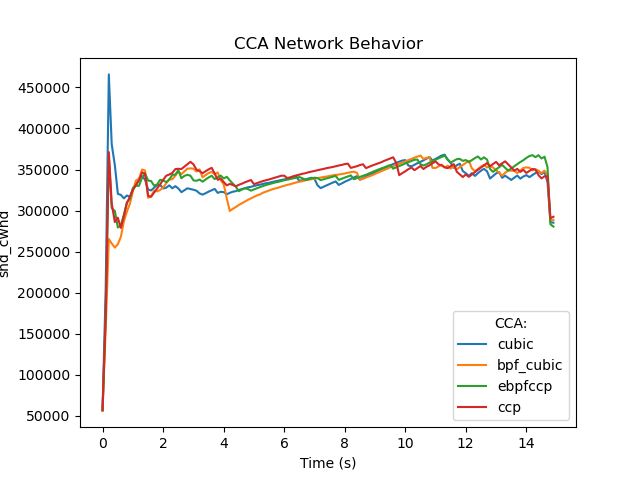 CCA Network Behavior
snd_cwnd
450000
400000
350000
300000
250000
200000
150000
100000
50000
CCA:
cubic
bpf_cubic
ebpfccp
ccp
0 2 4 6 8 10 12 14
Time (s)